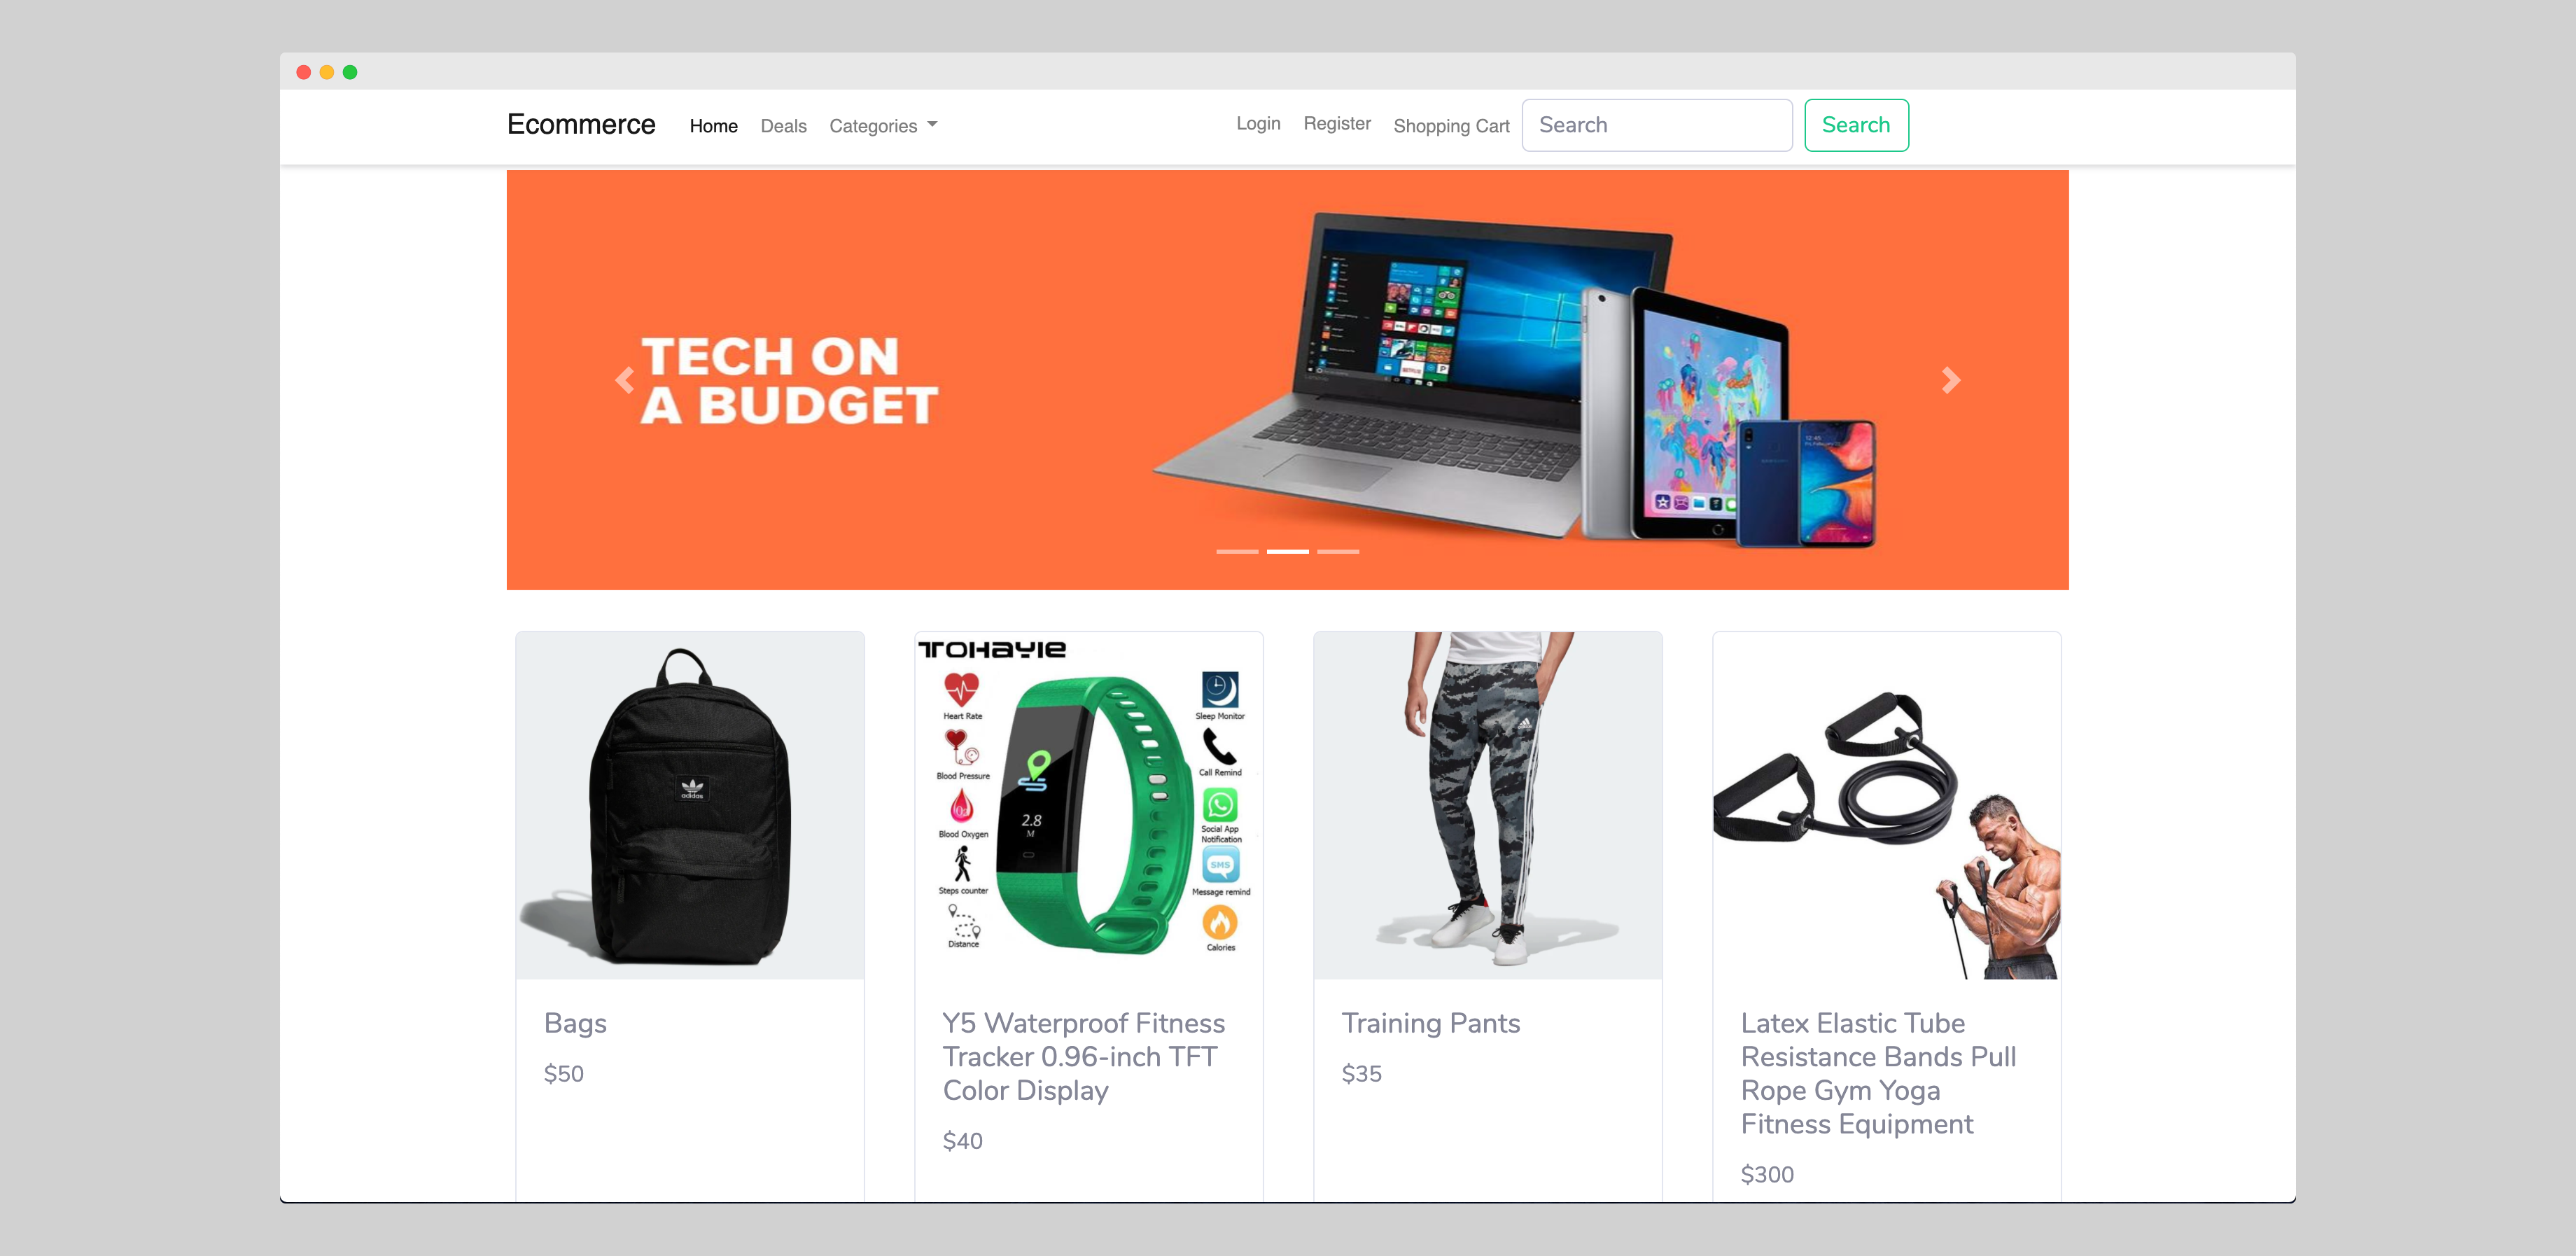 Ecommerce Home Deals Categories Login Register Shopping Cart Search Search
TECH ON
A BUDGET
adidas
TOHAYIE
Heart Rate
Blood Pressure
Blood Oxygen
Steps counter
Distance
2.8
M
Sleep Monitor
Call Remind
Social App
Notification
SMS
Message remind
Calories
Bags
$50
Y5 Waterproof Fitness
Tracker 0.96-inch TFT
Color Display
$40
Training Pants
$35
Latex Elastic Tube
Resistance Bands Pull
Rope Gym Yoga
Fitness Equipment
$300